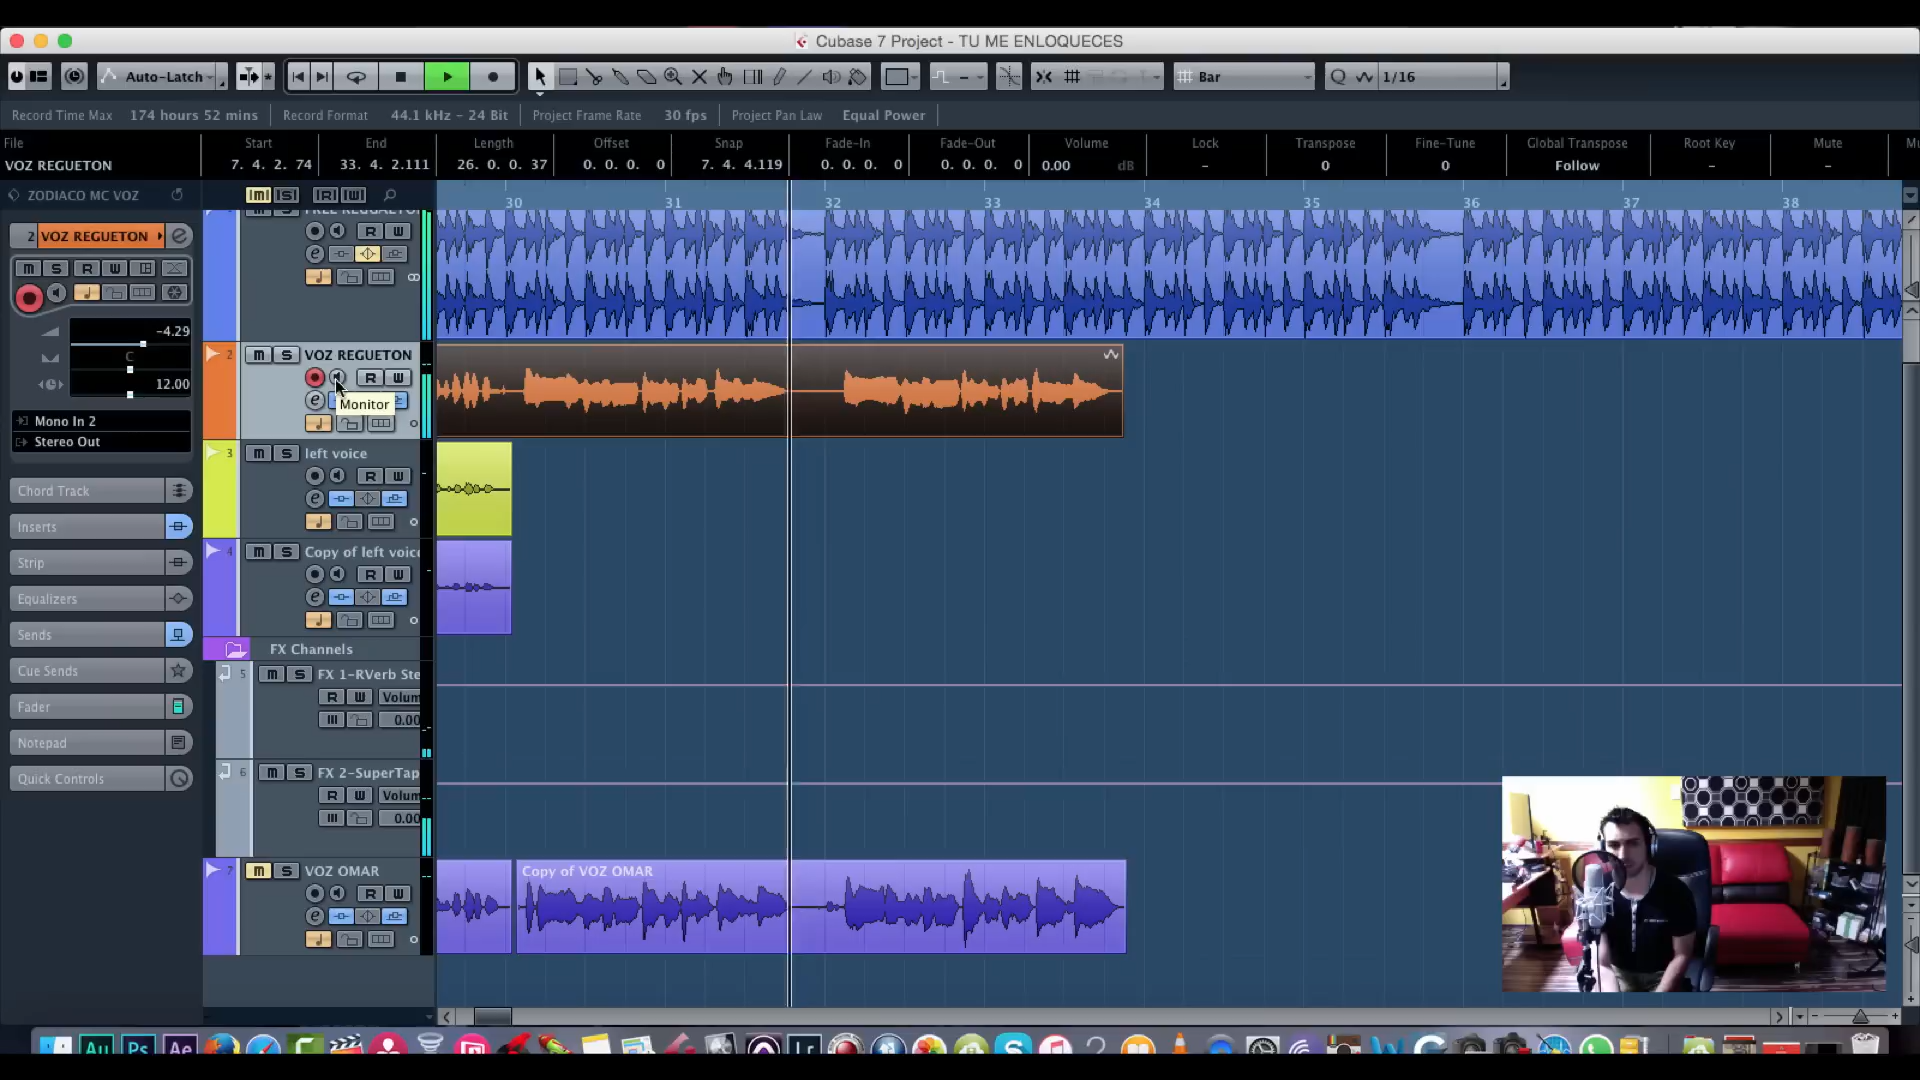 Cubase 7 Project - TU ME ENLOQUECES
Auto-Latch
Bar
Q
1/16
Record Time Max 174 hours 52 mins Record Format 44.1 kHz - 24 Bit Project Frame Rate 30 fps Project Pan Law Equal Power
File Start End Length Offset Snap Fade-In Fade-Out Volume Lock Transpose Fine-Tune Global Transpose Root Key Mute
VOZ REGUETON 7. 4. 2. 74 33. 4. 2.111 26. 0. 0. 37 0. 0. 0. 0 7. 4. 4.119 0. 0. 0. 0 0. 0. 0. 0 0.00 dB - 0 0 Follow - -
ZODIACO MC VOZ
M S R W
30 31 32 33 34 35 36 37 38
2 VOZ REGUETON
M S R W
-4.29
C
12.00
Mono In 2
Stereo Out
Chord Track
Inserts
Strip
Equalizers
Sends
Cue Sends
Fader
Notepad
Quick Controls
R W
e
2 M S VOZ REGUETON
R W
e
Monitor
3 M S left voice
R W
e
4 M S Copy of left voice
R W
e
FX Channels
5 M S FX 1-RVerb Ste
R W Volum
0.00
6 M S FX 2-SuperTap
R W Volum
0.00
7 M S VOZ OMAR
R W
e
Copy of VOZ OMAR
Au Ps Ae Lr